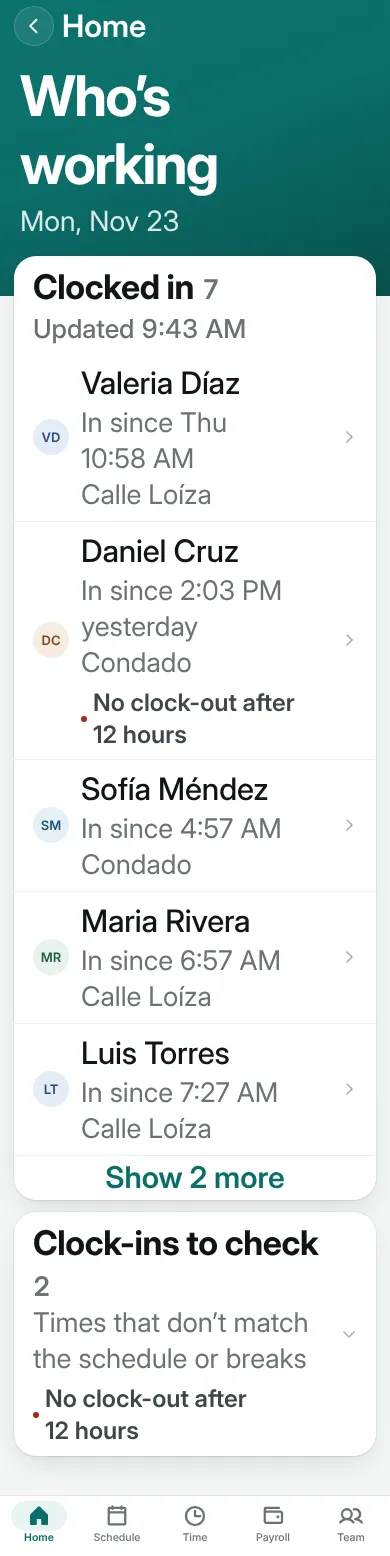 Home
Who’s
working
Mon, Nov 23
Clocked in 7
Updated 9:43 AM
Valeria Díaz
VD
In since Thu
10:58 AM
Calle Loíza
Daniel Cruz
In since 2:03 PM
yesterday
DC
Condado
No clock-out after
12 hours
Sofía Méndez
SM
In since 4:57 AM
Condado
Maria Rivera
MR
In since 6:57 AM
Calle Loíza
Luis Torres
LT
In since 7:27 AM
Calle Loíza
Show 2 more
Clock-ins to check
2
Times that don’t match
the schedule or breaks
No clock-out after
12 hours
Home Schedule Time Payroll Team